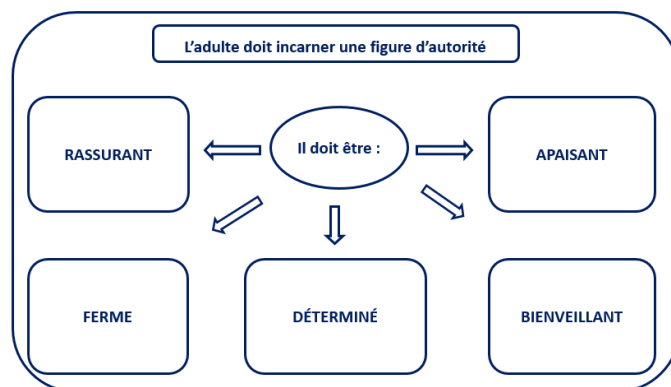 L'adulte doit incarner une figure d'autorité
RASSURANT
Il doit être :
APAISANT
FERME
DÉTERMINÉ
BIENVEILLANT